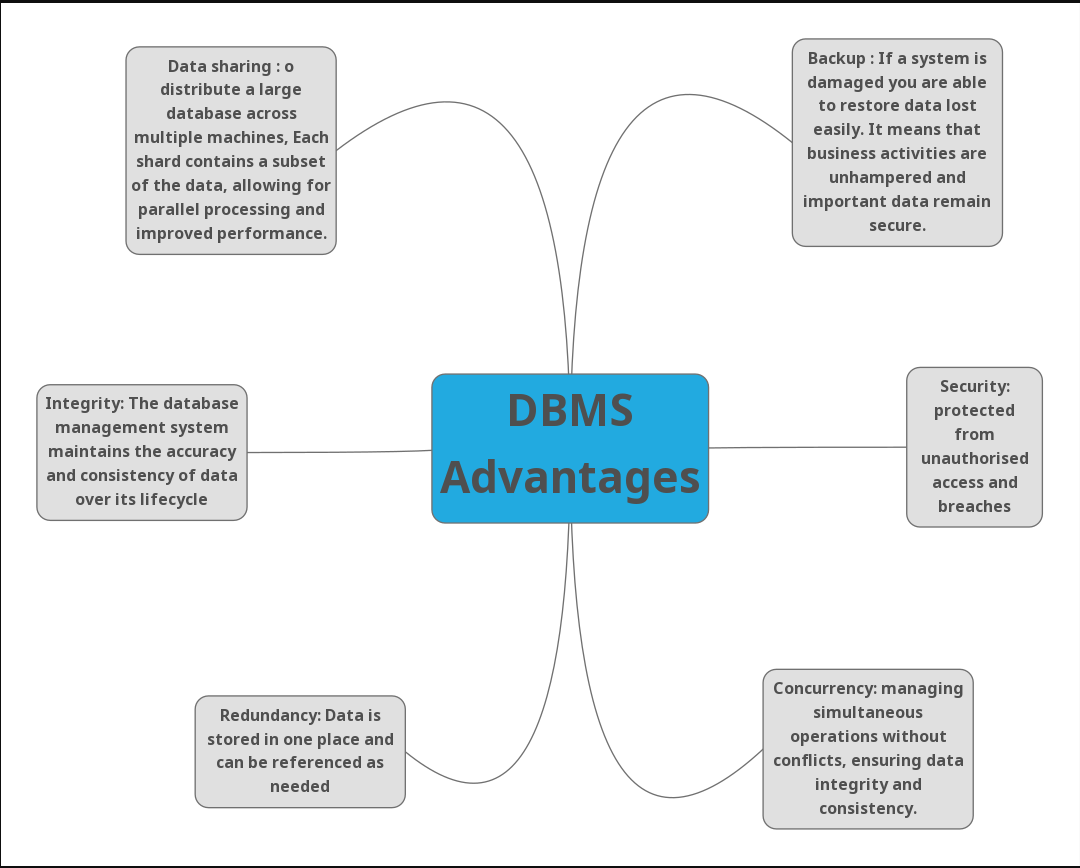 Data sharing : o
distribute a large
database across
multiple machines, Each
shard contains a subset
of the data, allowing for
parallel processing and
improved performance.
Backup : If a system is
damaged you are able
to restore data lost
easily. It means that
business activities are
unhampered and
important data remain
secure.
Integrity: The database
management system
maintains the accuracy
and consistency of data
over its lifecycle
DBMS
Advantages
Security:
protected
from
unauthorised
access and
breaches
Redundancy: Data is
stored in one place and
can be referenced as
needed
Concurrency: managing
simultaneous
operations without
conflicts, ensuring data
integrity and
consistency.